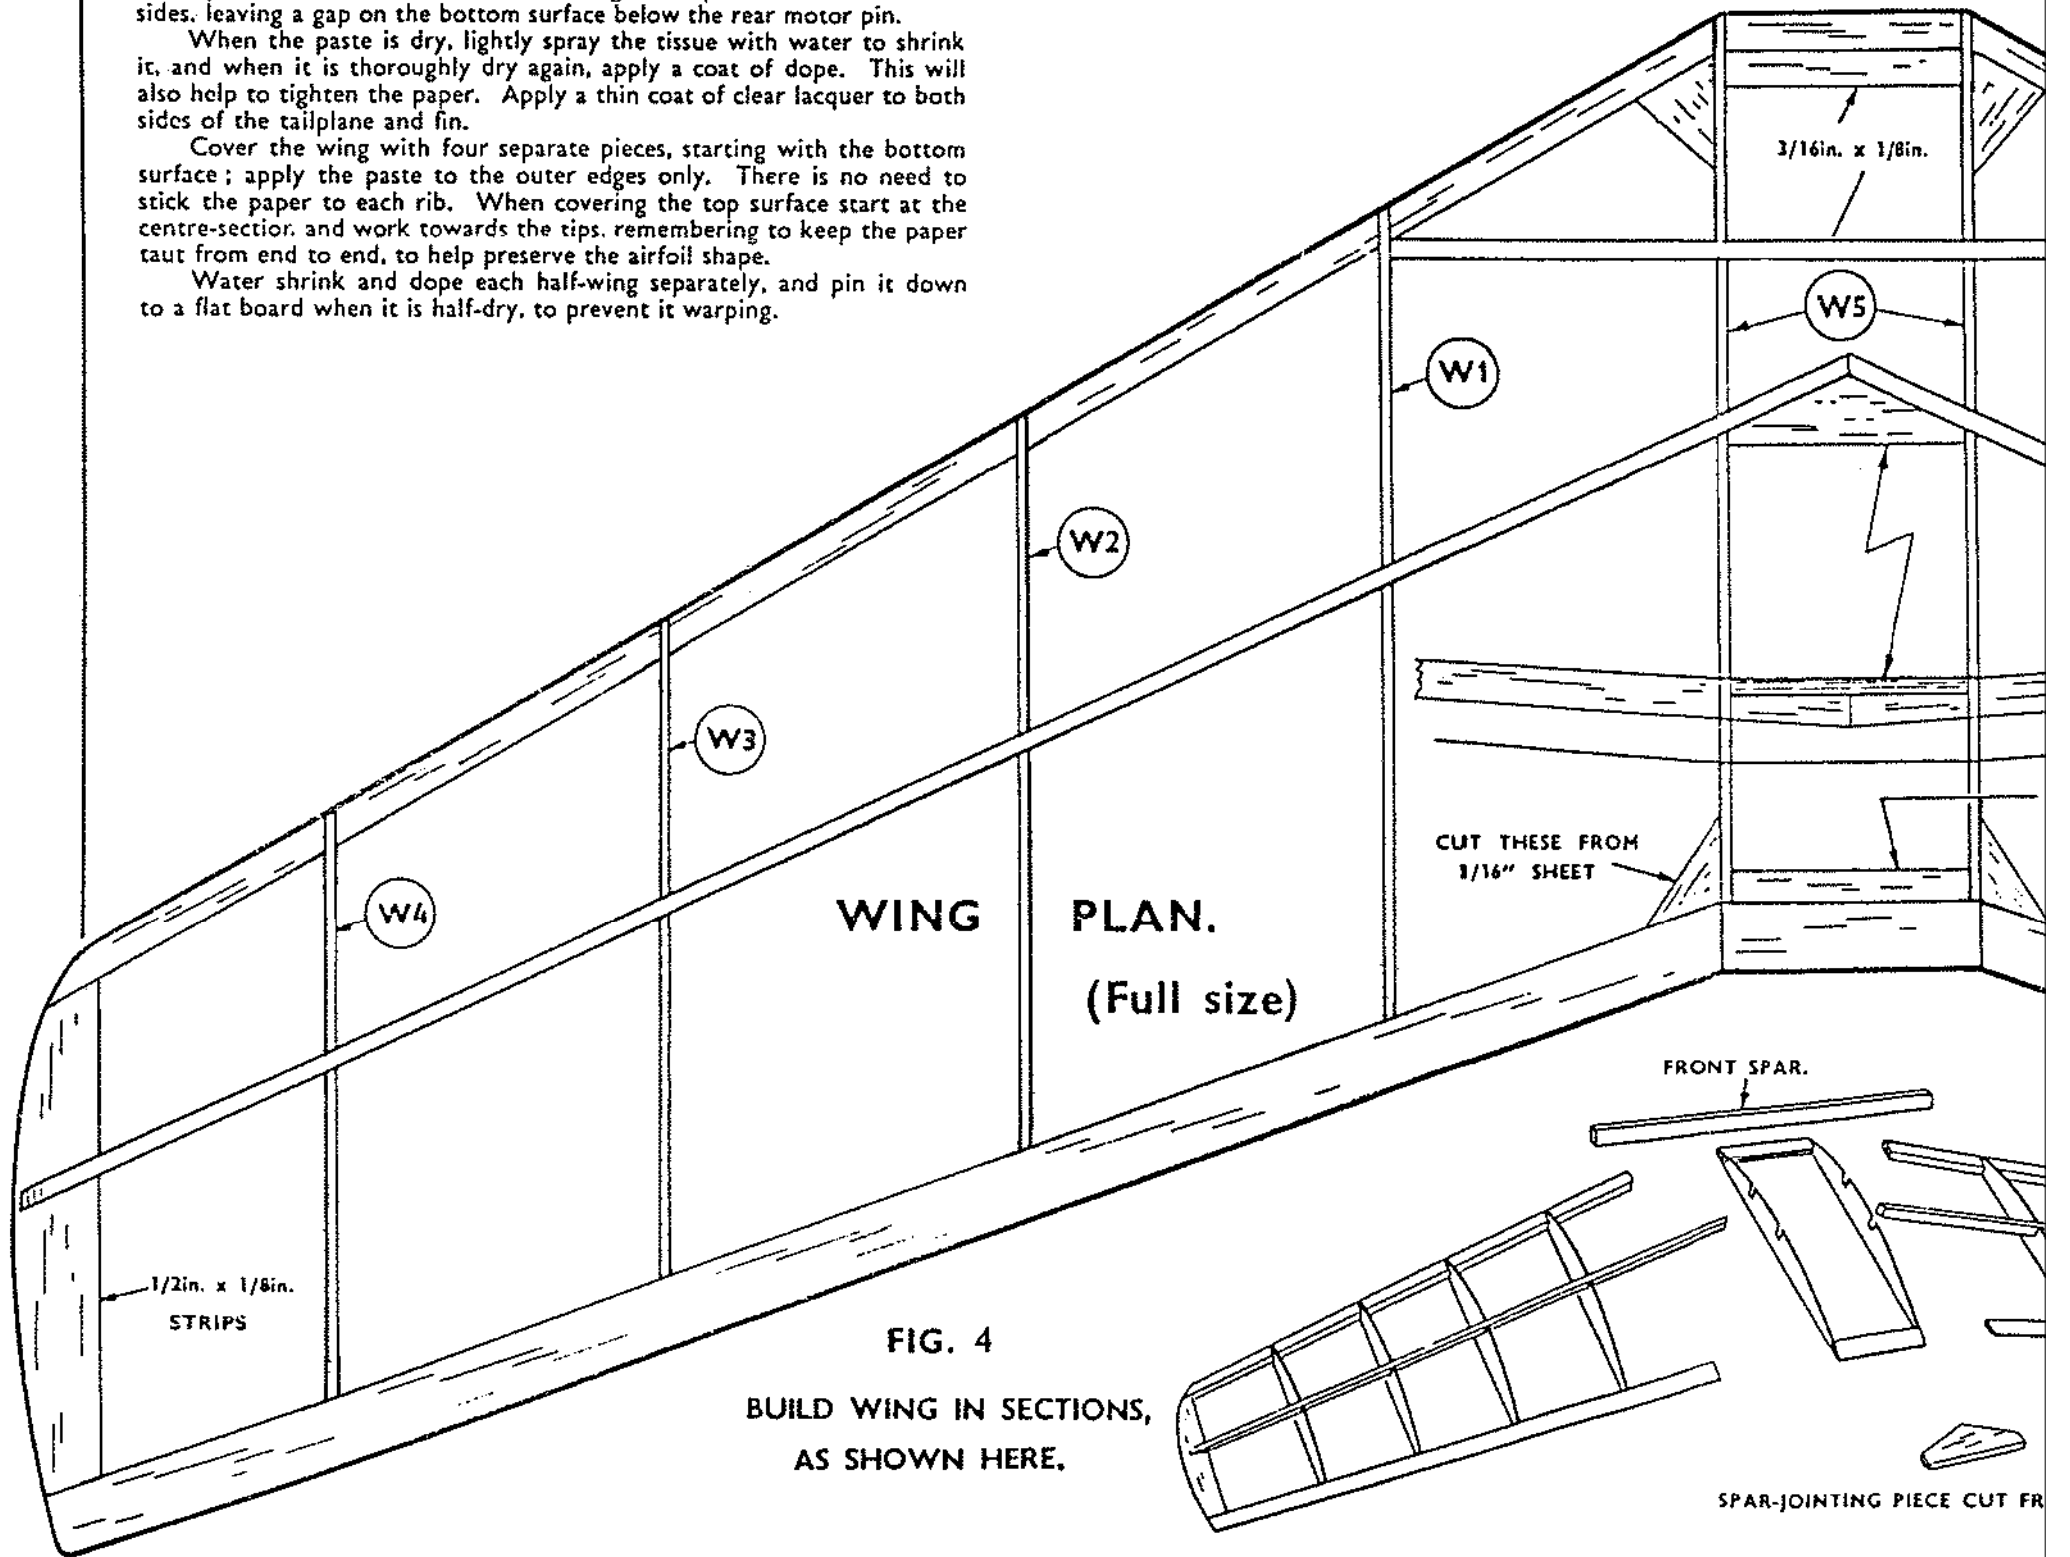 sides, leaving a gap on the bottom surface below the rear motor pin.
When the paste is dry, lightly spray the tissue with water to shrink
it, and when it is thoroughly dry again, apply a coat of dope. This will
also help to tighten the paper. Apply a thin coat of clear lacquer to both
sides of the tailplane and fin.
Cover the wing with four separate pieces, starting with the bottom
surface ; apply the paste to the outer edges only. There is no need to
stick the paper to each rib. When covering the top surface start at the
centre-section and work towards the tips, remembering to keep the paper
taut from end to end, to help preserve the airfoil shape.
Water shrink and dope each half-wing separately, and pin it down
to a flat board when it is half-dry, to prevent it warping.
3/16in. x 1/8in.
W5
W1
W2
W3
W4
CUT THESE FROM
1/16" SHEET
WING PLAN.
(Full size)
FRONT SPAR.
1/2in. x 1/8in.
STRIPS
FIG. 4
BUILD WING IN SECTIONS,
AS SHOWN HERE.
SPAR-JOINTING PIECE CUT FR